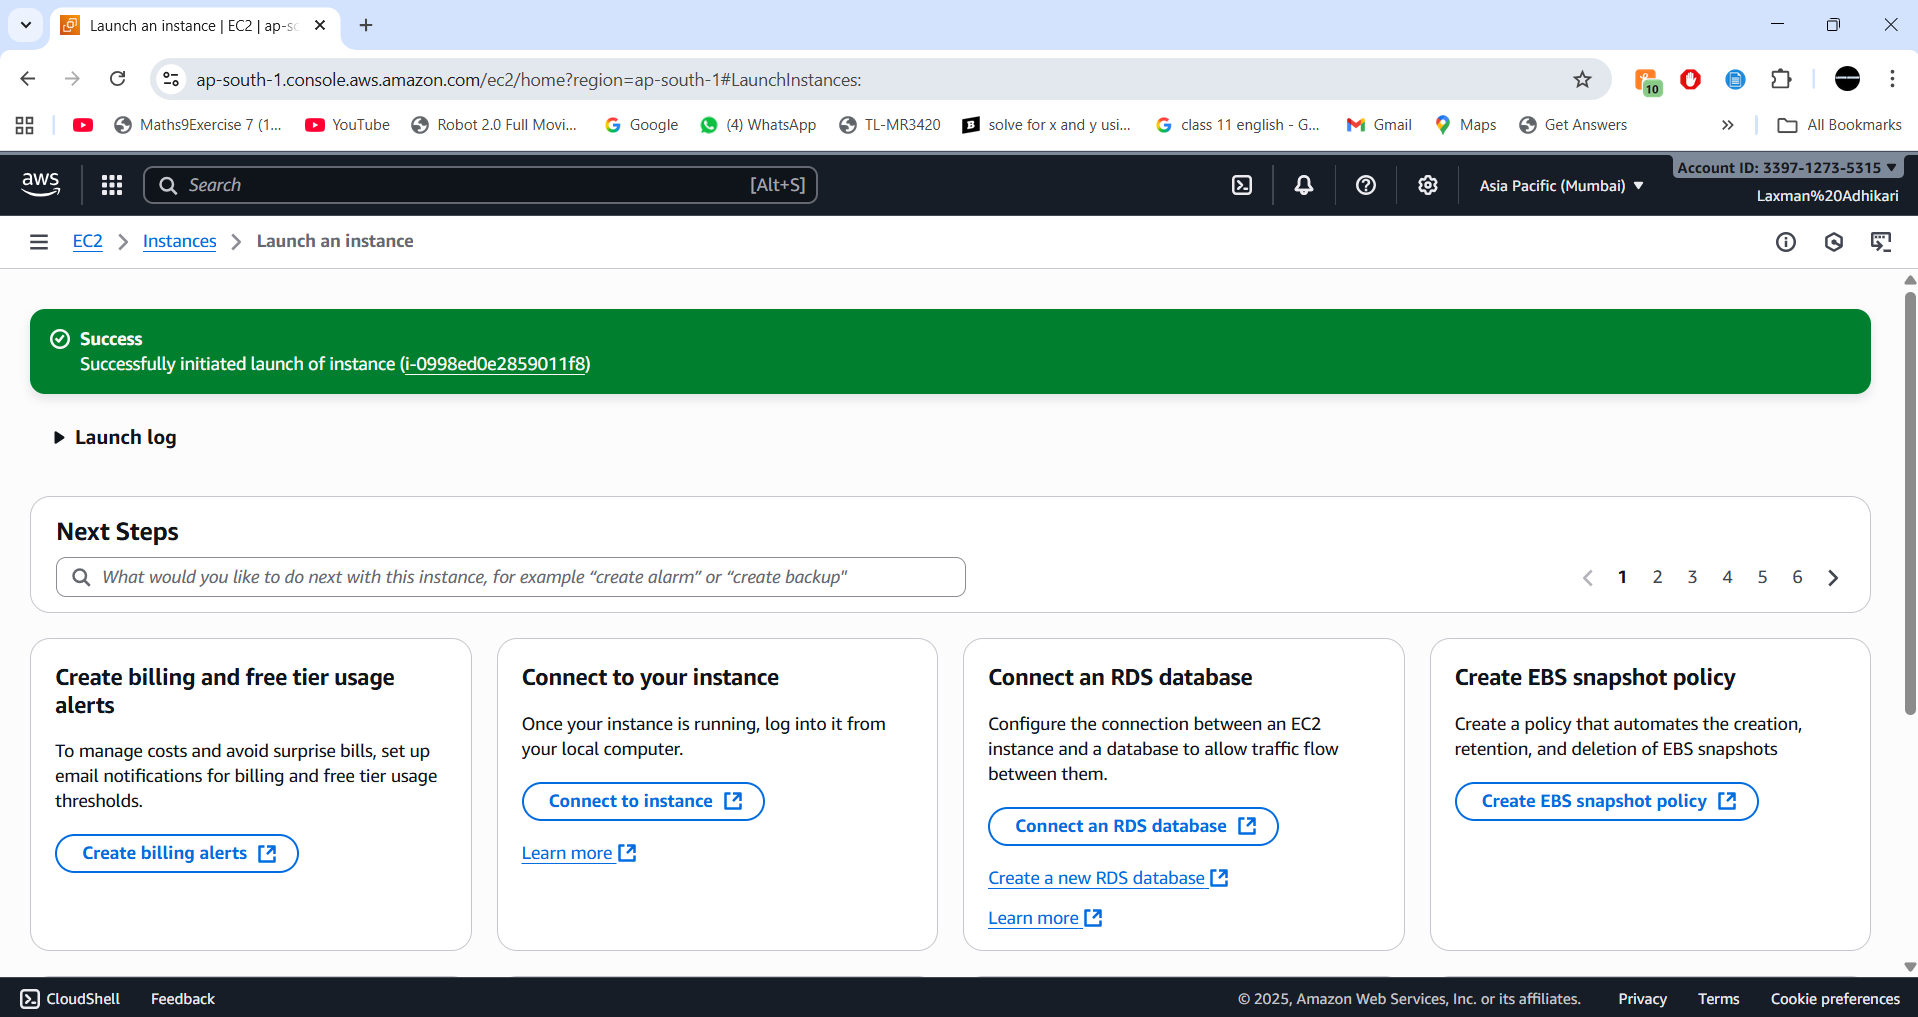 Launch an instance | EC2 | ap-sc
ap-south-1.console.aws.amazon.com/ec2/home?region=ap-south-1#LaunchInstances:
10
Maths9Exercise 7 (1...
YouTube
Robot 2.0 Full Movi...
Google
(4) WhatsApp
TL-MR3420
solve for x and y usi...
class 11 english - G...
Gmail
Maps
Get Answers
All Bookmarks
aws
Search
[Alt+S]
Asia Pacific (Mumbai)
Account ID: 3397-1273-5315
Laxman%20Adhikari
EC2
Instances
Launch an instance
Success
Successfully initiated launch of instance (i-0998ed0e2859011f8)
Launch log
Next Steps
What would you like to do next with this instance, for example “create alarm” or “create backup"
1 2 3 4 5 6
Create billing and free tier usage
alerts
To manage costs and avoid surprise bills, set up
email notifications for billing and free tier usage
thresholds.
Create billing alerts
Connect to your instance
Once your instance is running, log into it from
your local computer.
Connect to instance
Learn more
Connect an RDS database
Configure the connection between an EC2
instance and a database to allow traffic flow
between them.
Connect an RDS database
Create a new RDS database
Learn more
Create EBS snapshot policy
Create a policy that automates the creation,
retention, and deletion of EBS snapshots
Create EBS snapshot policy
CloudShell
Feedback
© 2025, Amazon Web Services, Inc. or its affiliates.
Privacy
Terms
Cookie preferences